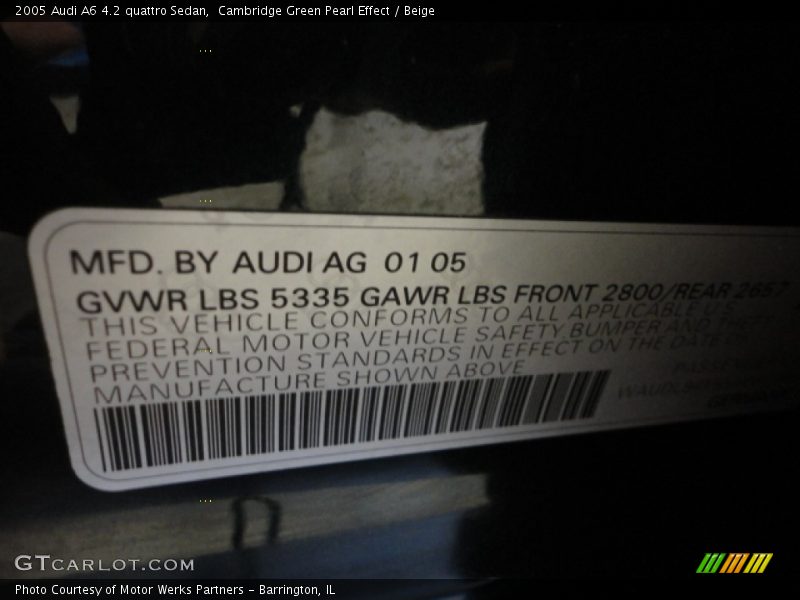 2005 Audi A6 4.2 quattro Sedan,  Cambridge Green Pearl Effect / Beige
MFD. BY AUDI AG 01 05
GVWR LBS 5335 GAWR LBS FRONT 2800/REAR 2657
THIS VEHICLE CONFORMS TO ALL APPLICABLE U.S.
FEDERAL MOTOR VEHICLE SAFETY BUMPER AND THEFT
PREVENTION STANDARDS IN EFFECT ON THE DATE OF
MANUFACTURE SHOWN ABOVE
GTCARLOT.COM
Photo Courtesy of Motor Werks Partners - Barrington, IL